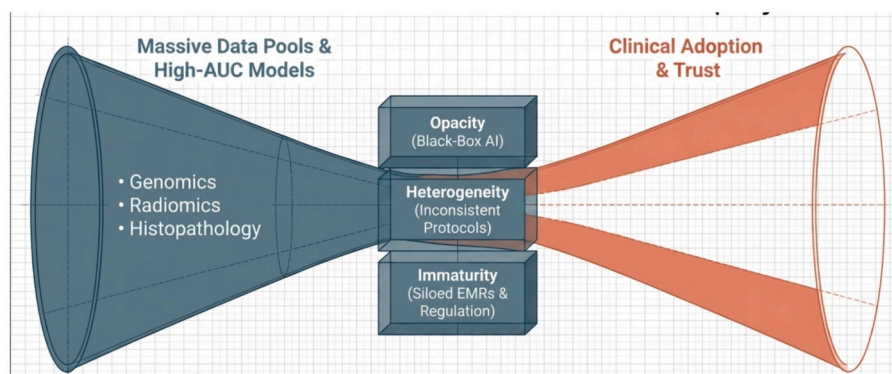 Massive Data Pools &
High-AUC Models
Clinical Adoption
& Trust
• Genomics
• Radiomics
• Histopathology
Opacity
(Black-Box AI)
Heterogeneity
(Inconsistent
Protocols)
Immaturity
(Siloed EMRs &
Regulation)